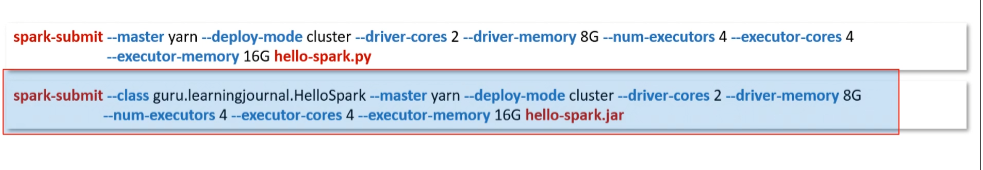 spark-submit --master yarn --deploy-mode cluster --driver-cores 2 --driver-memory 8G --num-executors 4 --executor-cores 4
--executor-memory 16G hello-spark.py
spark-submit --class guru.learningjournal.HelloSpark --master yarn --deploy-mode cluster --driver-cores 2 --driver-memory 8G
--num-executors 4 --executor-cores 4 --executor-memory 16G hello-spark.jar